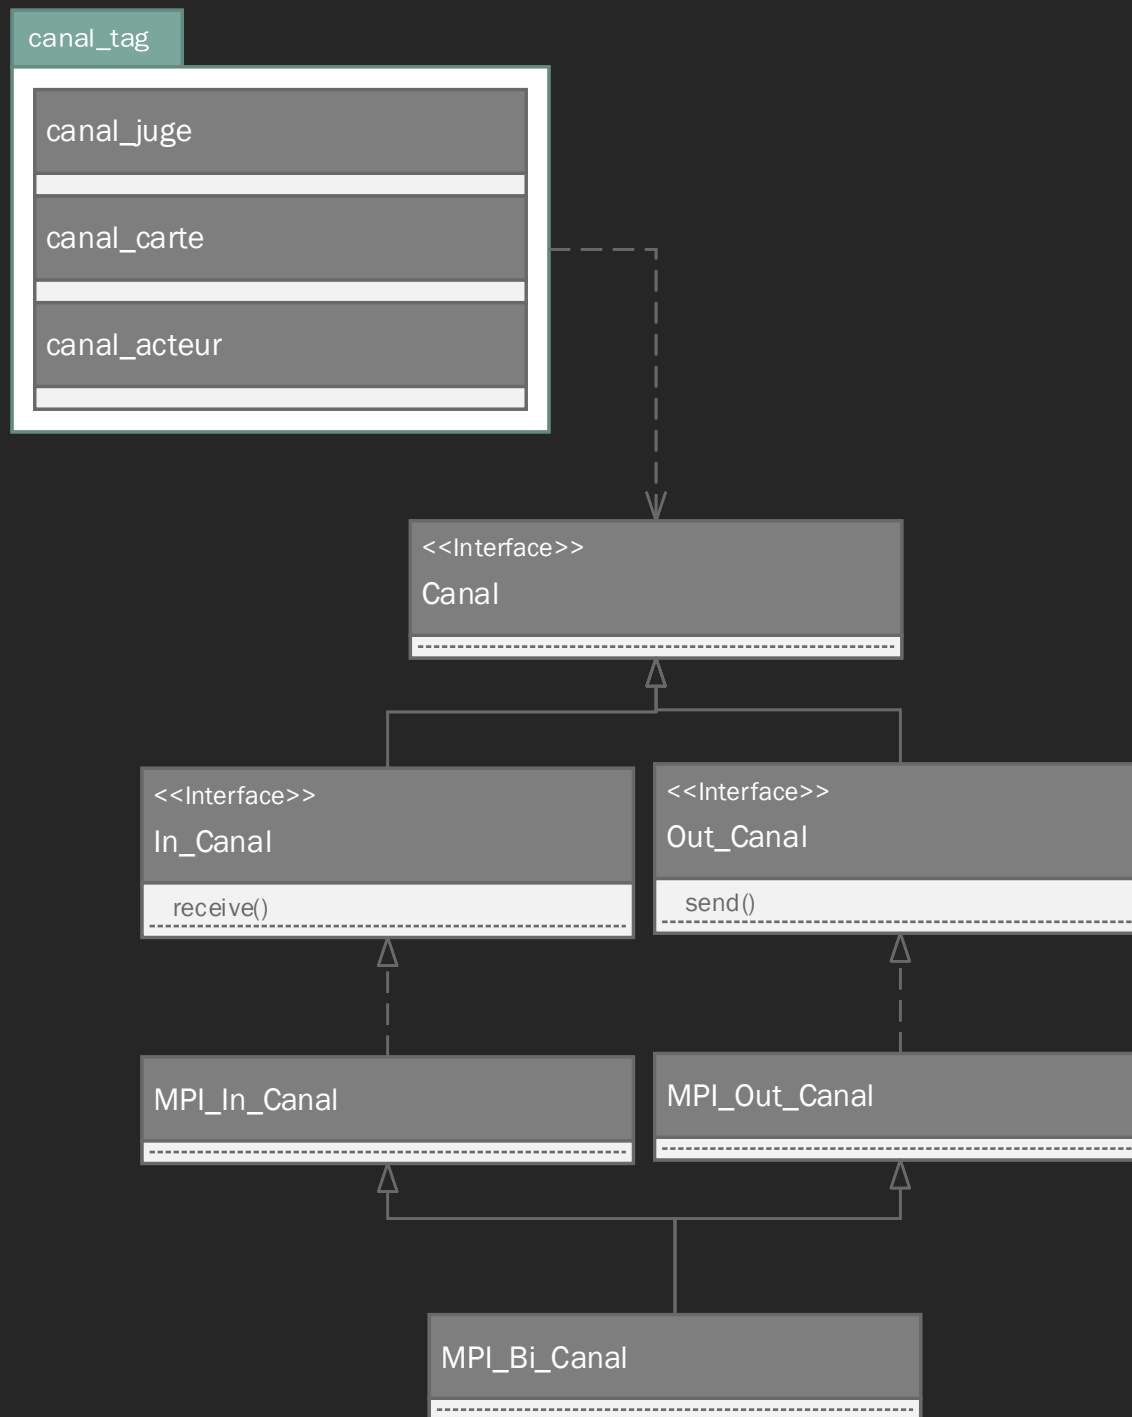 canal_tag
canal_juge
canal_carte
canal_acteur
<<Interface>>
Canal
<<Interface>>
In_Canal
receive()
<<Interface>>
Out_Canal
send()
MPI_In_Canal
MPI_Out_Canal
MPI_Bi_Canal